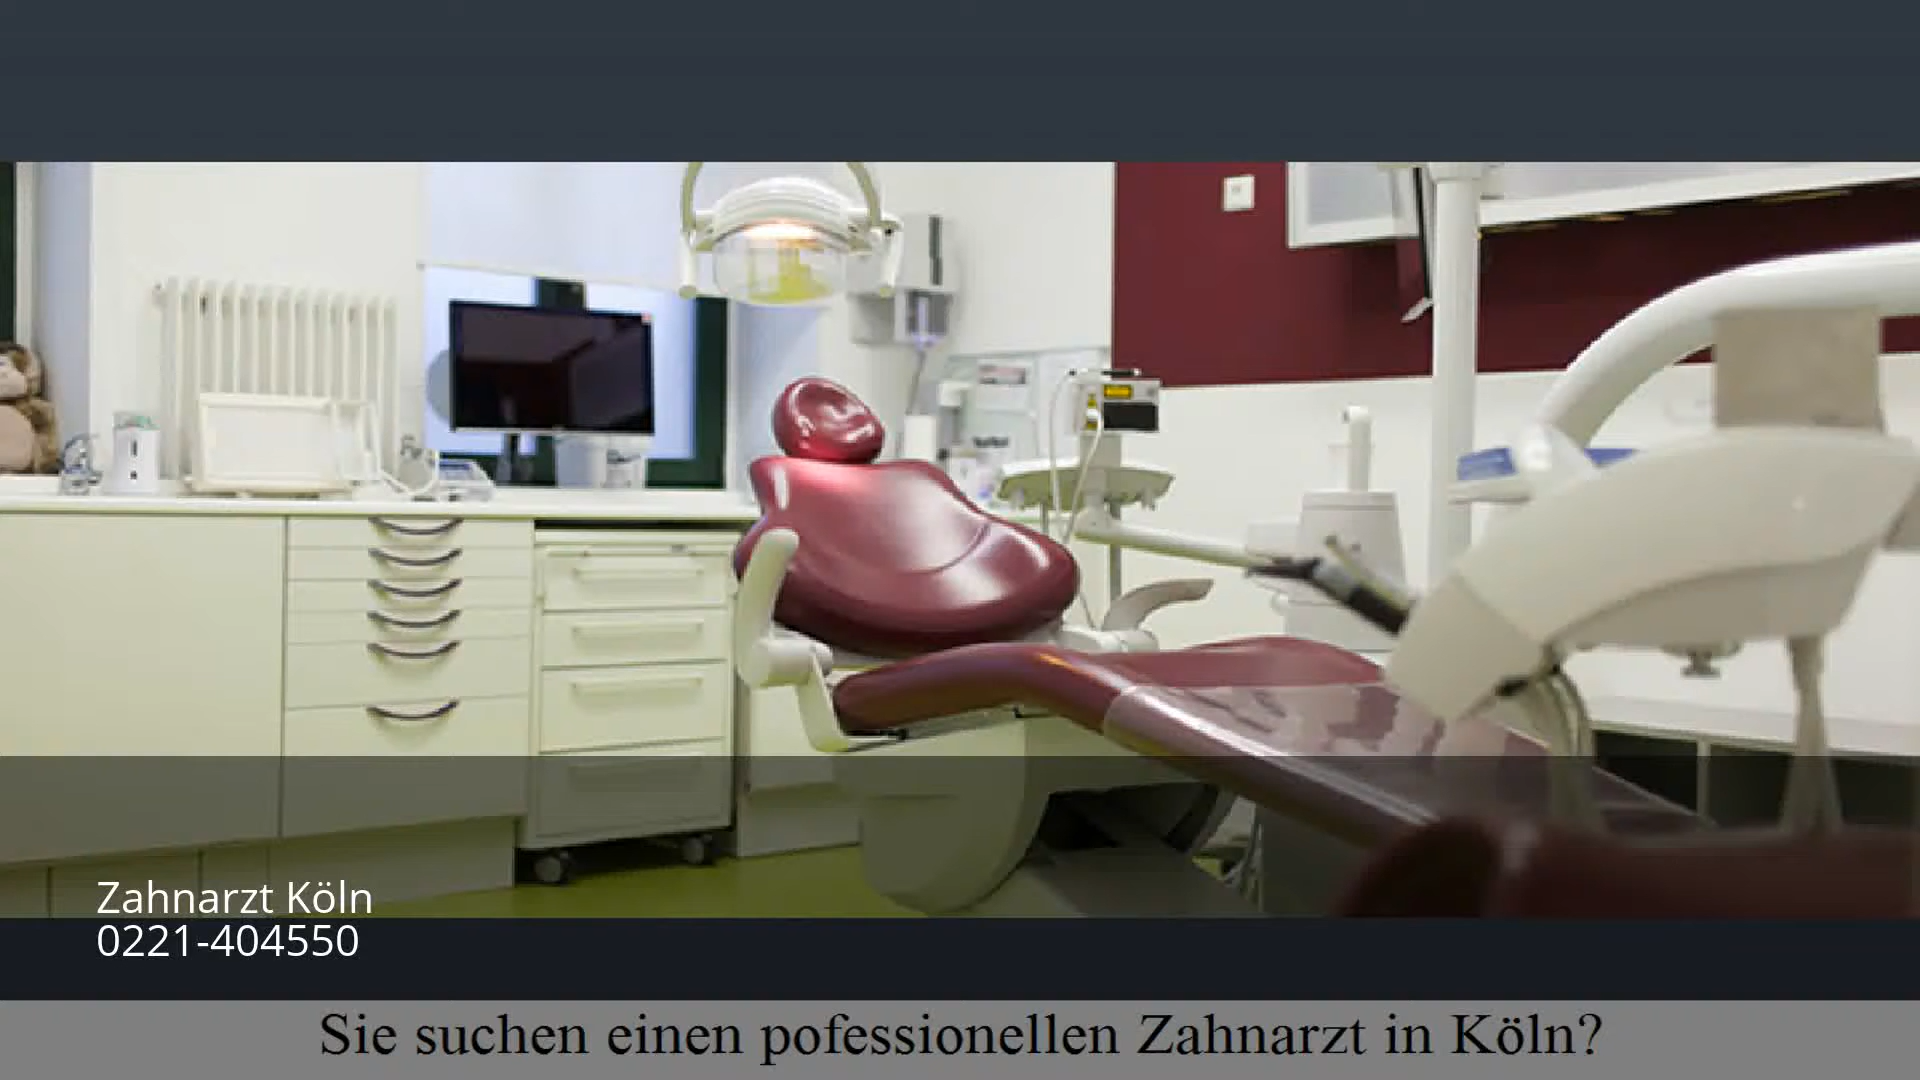 Zahnarzt Köln
0221-404550
Sie suchen einen pofessionellen Zahnarzt in Köln?